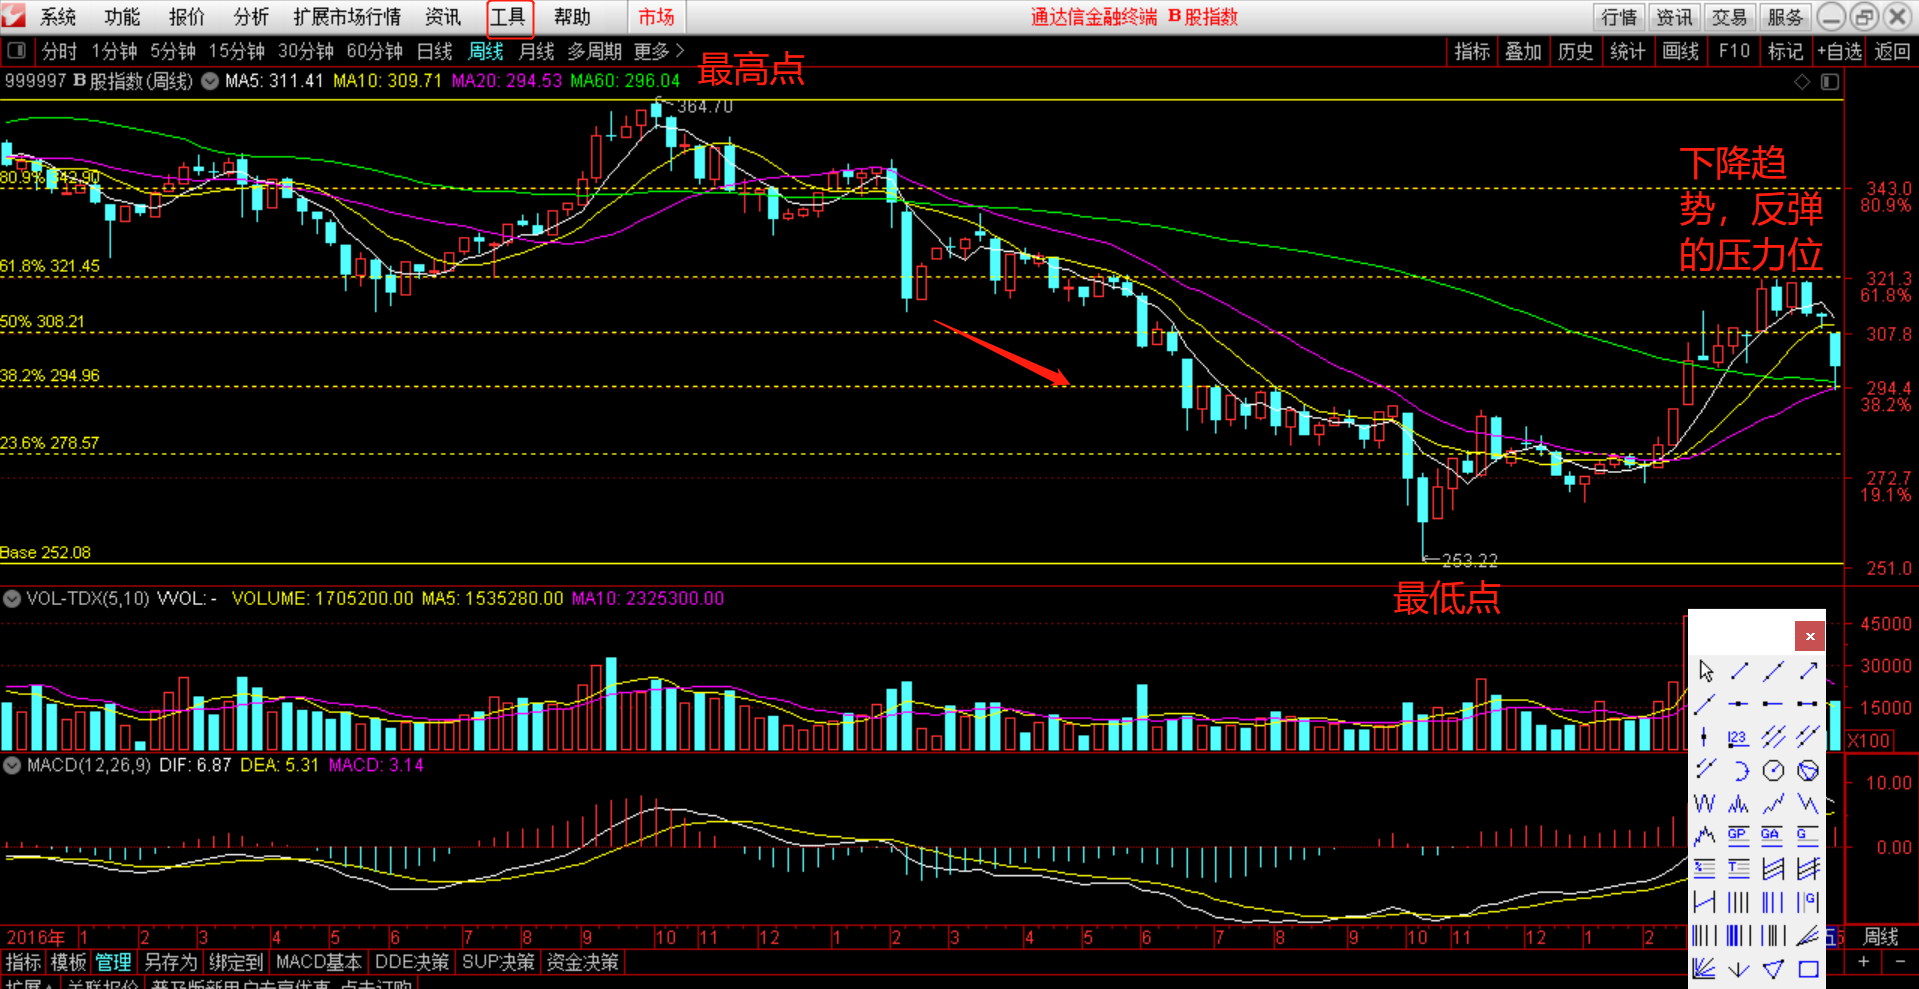 系统 功能 报价 分析 扩展市场行情 资讯 工具 帮助 市场 通达信金融终端 B股指数 行情 资讯 交易 服务
分时 1分钟 5分钟 15分钟 30分钟 60分钟 日线 周线 月线 多周期 更多> 指标 叠加 历史 统计 画线 F10 标记 +自选 返回
999997 B股指数(周线) MA5: 311.41 MA10: 309.71 MA20: 294.53 MA60: 296.04
最高点
364.70
下降趋
势，反弹
的压力位
80.9% 342.90
343.0
80.9%
61.8% 321.45
321.3
61.8%
50% 308.21
307.8
38.2% 294.96
294.4
38.2%
23.6% 278.57
272.7
19.1%
Base 252.08
253.22
251.0
最低点
VOL-TDX(5,10) VVOL: - VOLUME: 1705200.00 MA5: 1535280.00 MA10: 2325300.00
45000
30000
15000
X100
MACD(12,26,9) DIF: 6.87 DEA: 5.31 MACD: 3.14
10.00
0.00
123
GP GA G
T
G
2016年 1 2 3 4 5 6 7 8 9 10 11 12 1 2 3 4 5 6 7 8 9 10 11 12 1 2 周线
指标 模板 管理 另存为 绑定到 MACD基本 DDE决策 SUP决策 资金决策 + -
扩展∧ 关联报价 普及版新用户专享优惠 点击订购